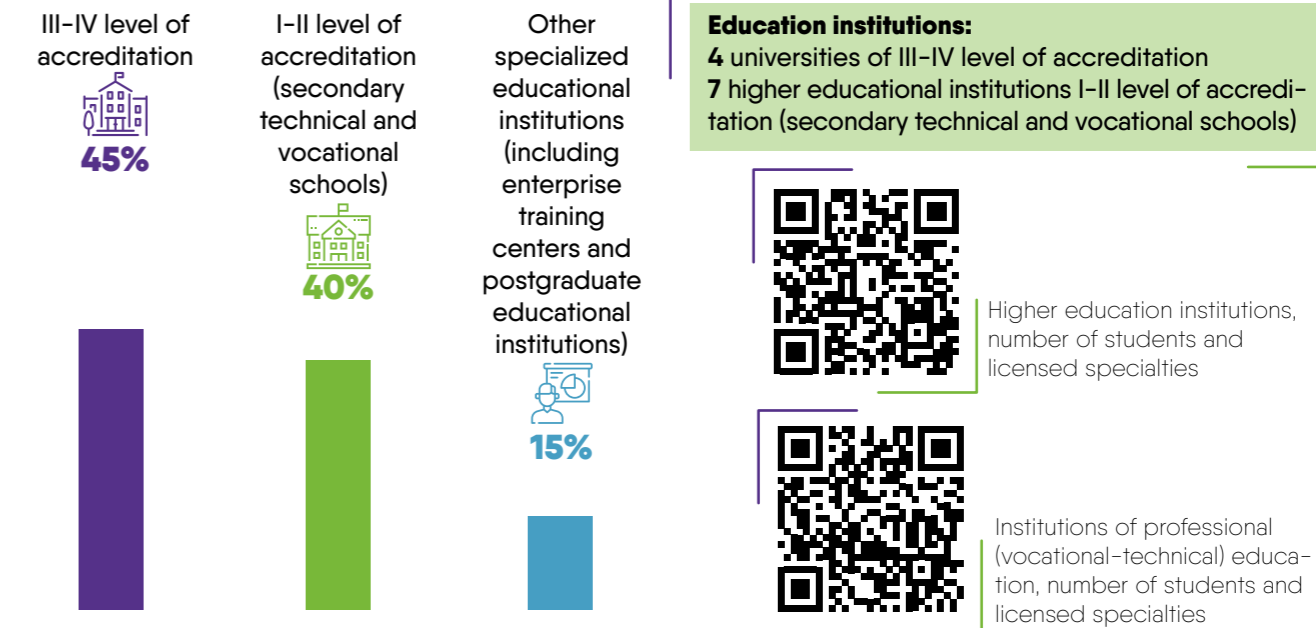 III-IV level of
accreditation
45%
I-II level of
accreditation
(secondary
technical and
vocational
schools)
40%
Other
specialized
educational
institutions
(including
enterprise
training
centers and
postgraduate
educational
institutions)
15%
Education institutions:
4 universities of III-IV level of accreditation
7 higher educational institutions I-II level of accredi-
tation (secondary technical and vocational schools)
Higher education institutions,
number of students and
licensed specialties
Institutions of professional
(vocational-technical) educa-
tion, number of students and
licensed specialties